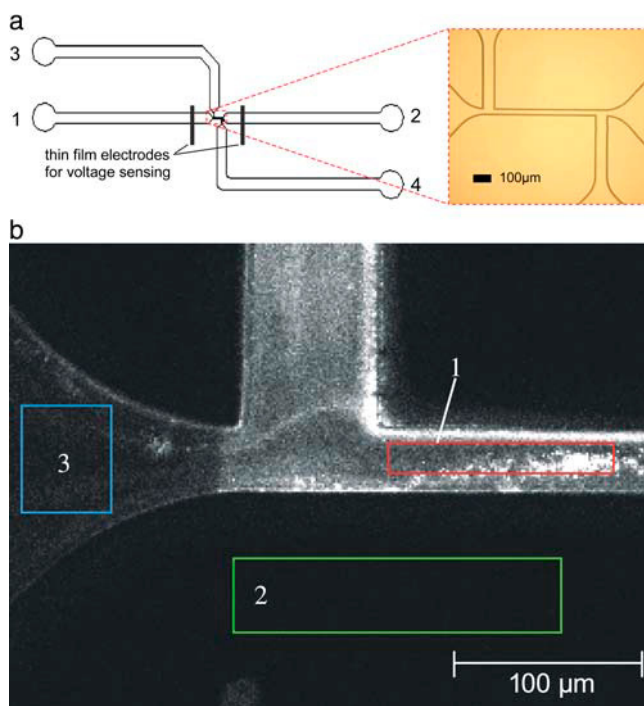 a
3
1
2
thin film electrodes
for voltage sensing
4
100µm
b
1
3
2
100 µm